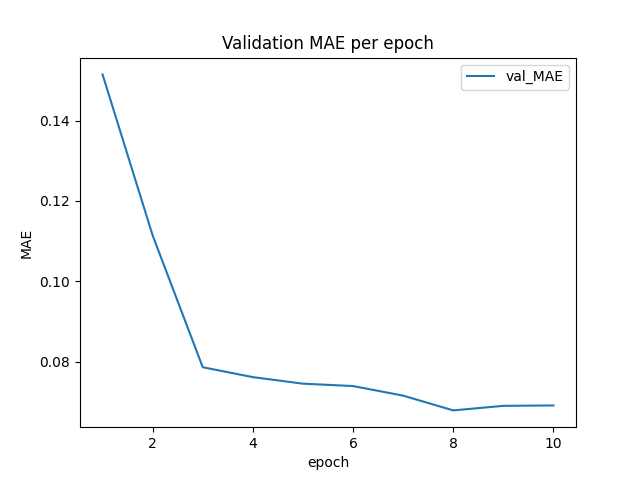 Validation MAE per epoch
val_MAE
MAE
0.14
0.12
0.10
0.08
2 4 6 8 10
epoch